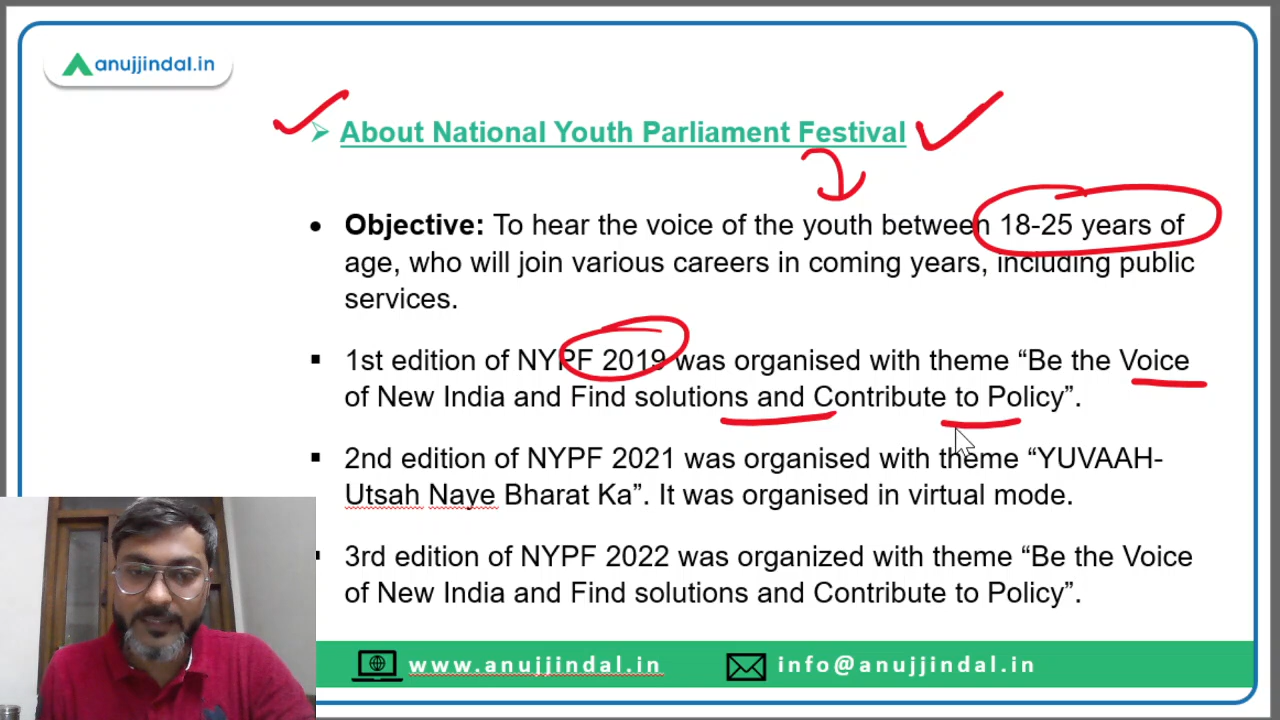 anujjindal.in
➢ About National Youth Parliament Festival
• Objective: To hear the voice of the youth between 18-25 years of
age, who will join various careers in coming years, including public
services.
▪ 1st edition of NYPF 2019 was organised with theme “Be the Voice
of New India and Find solutions and Contribute to Policy”.
▪ 2nd edition of NYPF 2021 was organised with theme “YUVAAH-
Utsah Naye Bharat Ka”. It was organised in virtual mode.
▪ 3rd edition of NYPF 2022 was organized with theme “Be the Voice
of New India and Find solutions and Contribute to Policy”.
www.anujjindal.in info@anujjindal.in